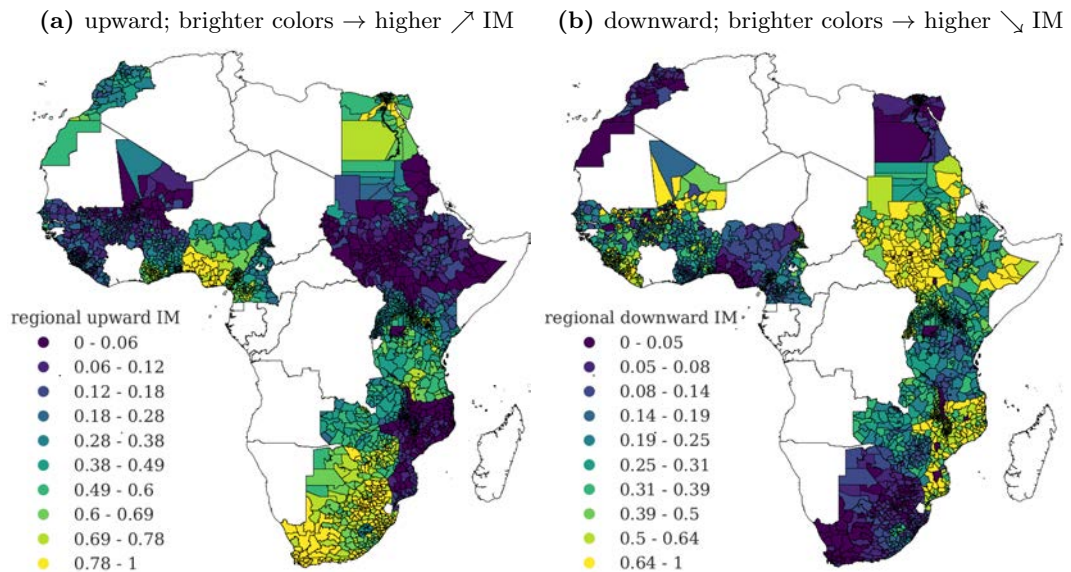 (a) upward; brighter colors → higher ↗ IM
(b) downward; brighter colors → higher ↘ IM
regional upward IM
0 - 0.06
0.06 - 0.12
0.12 - 0.18
0.18 - 0.28
0.28 - 0.38
0.38 - 0.49
0.49 - 0.6
0.6 - 0.69
0.69 - 0.78
0.78 - 1
regional downward IM
0 - 0.05
0.05 - 0.08
0.08 - 0.14
0.14 - 0.19
0.19 - 0.25
0.25 - 0.31
0.31 - 0.39
0.39 - 0.5
0.5 - 0.64
0.64 - 1